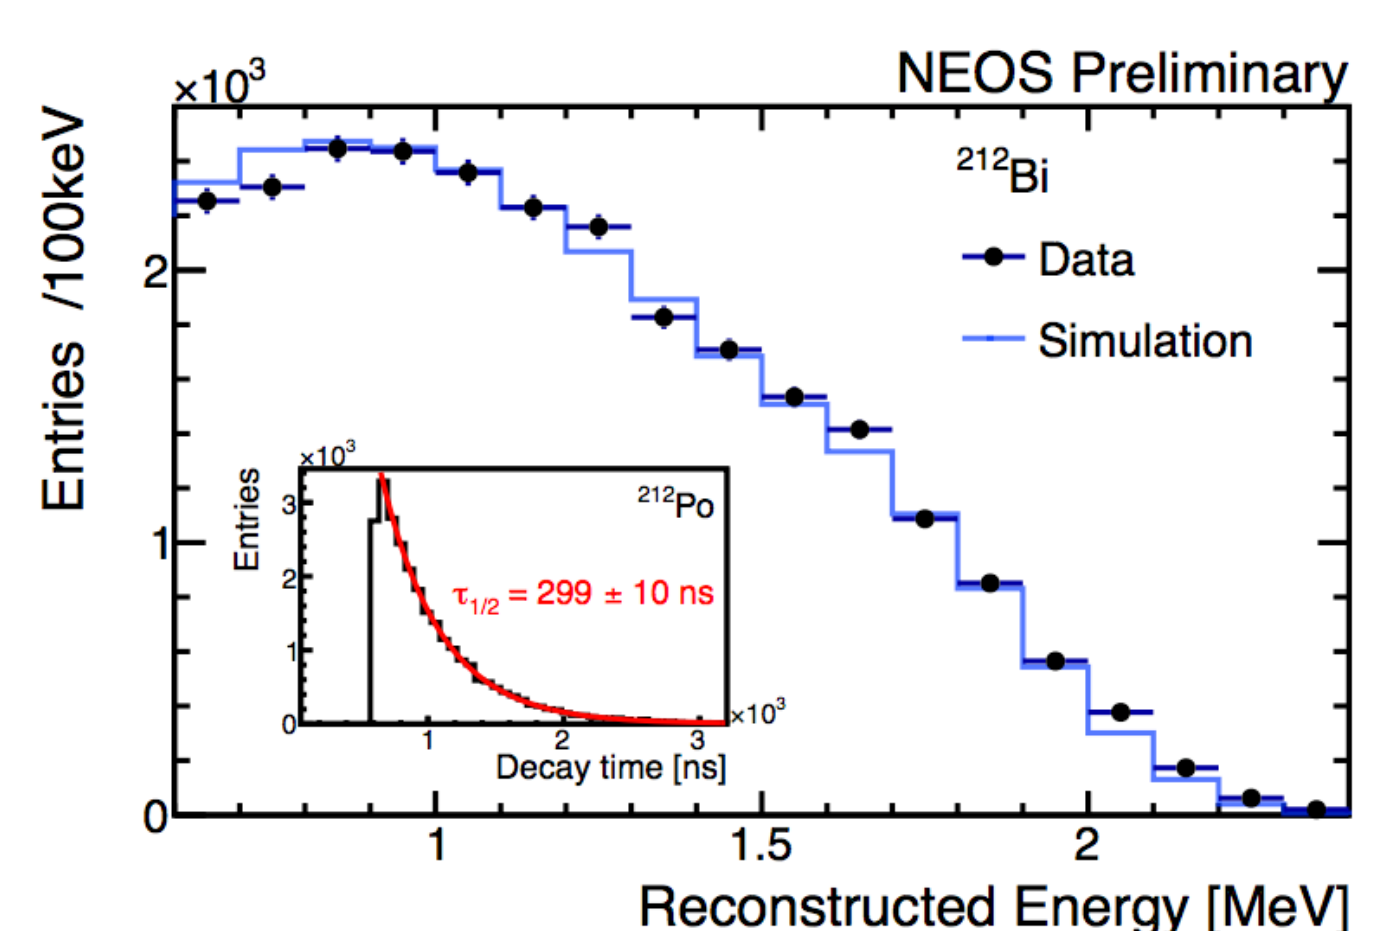 ×10³
NEOS Preliminary
Entries /100keV
²¹²Bi
Data
Simulation
2
1
0
1
1.5
2
Reconstructed Energy [MeV]
×10³
Entries
²¹²Po
τ1/2 = 299 ± 10 ns
3
2
1
0
1
2
3
×10³
Decay time [ns]